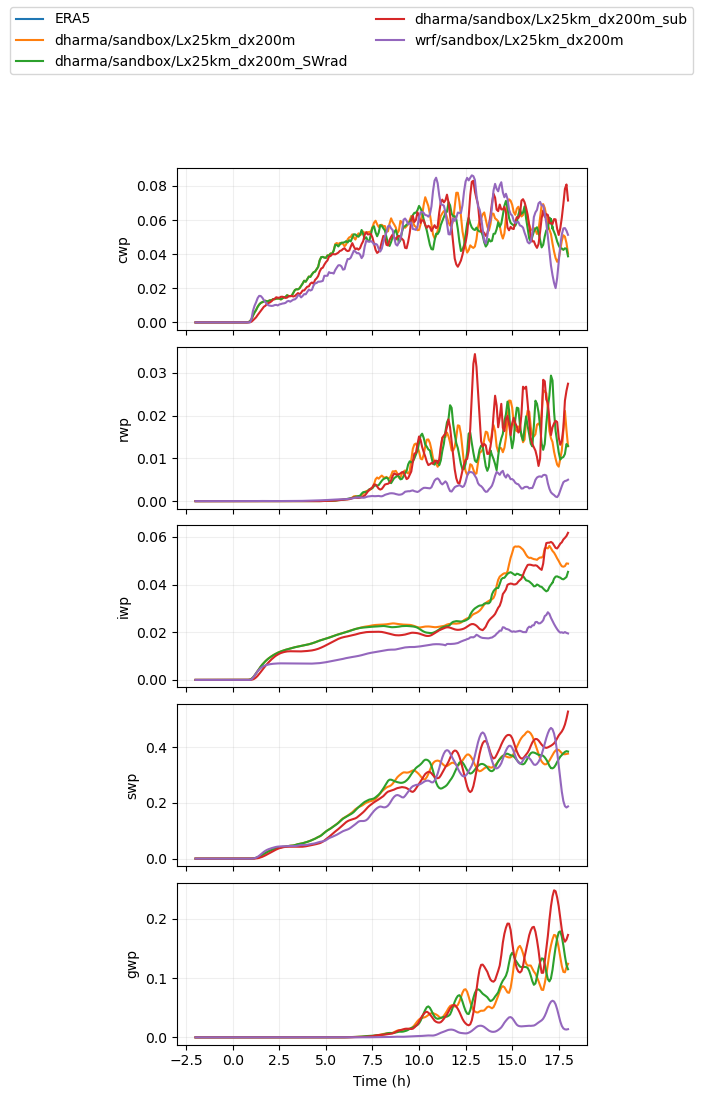 ERA5
dharma/sandbox/Lx25km_dx200m
dharma/sandbox/Lx25km_dx200m_SWrad
dharma/sandbox/Lx25km_dx200m_sub
wrf/sandbox/Lx25km_dx200m
0.08
0.06
0.04
0.02
0.00
cwp
0.03
0.02
0.01
0.00
rwp
0.06
0.04
0.02
0.00
iwp
0.4
0.2
0.0
swp
0.2
0.1
0.0
gwp
−2.5 0.0 2.5 5.0 7.5 10.0 12.5 15.0 17.5
Time (h)